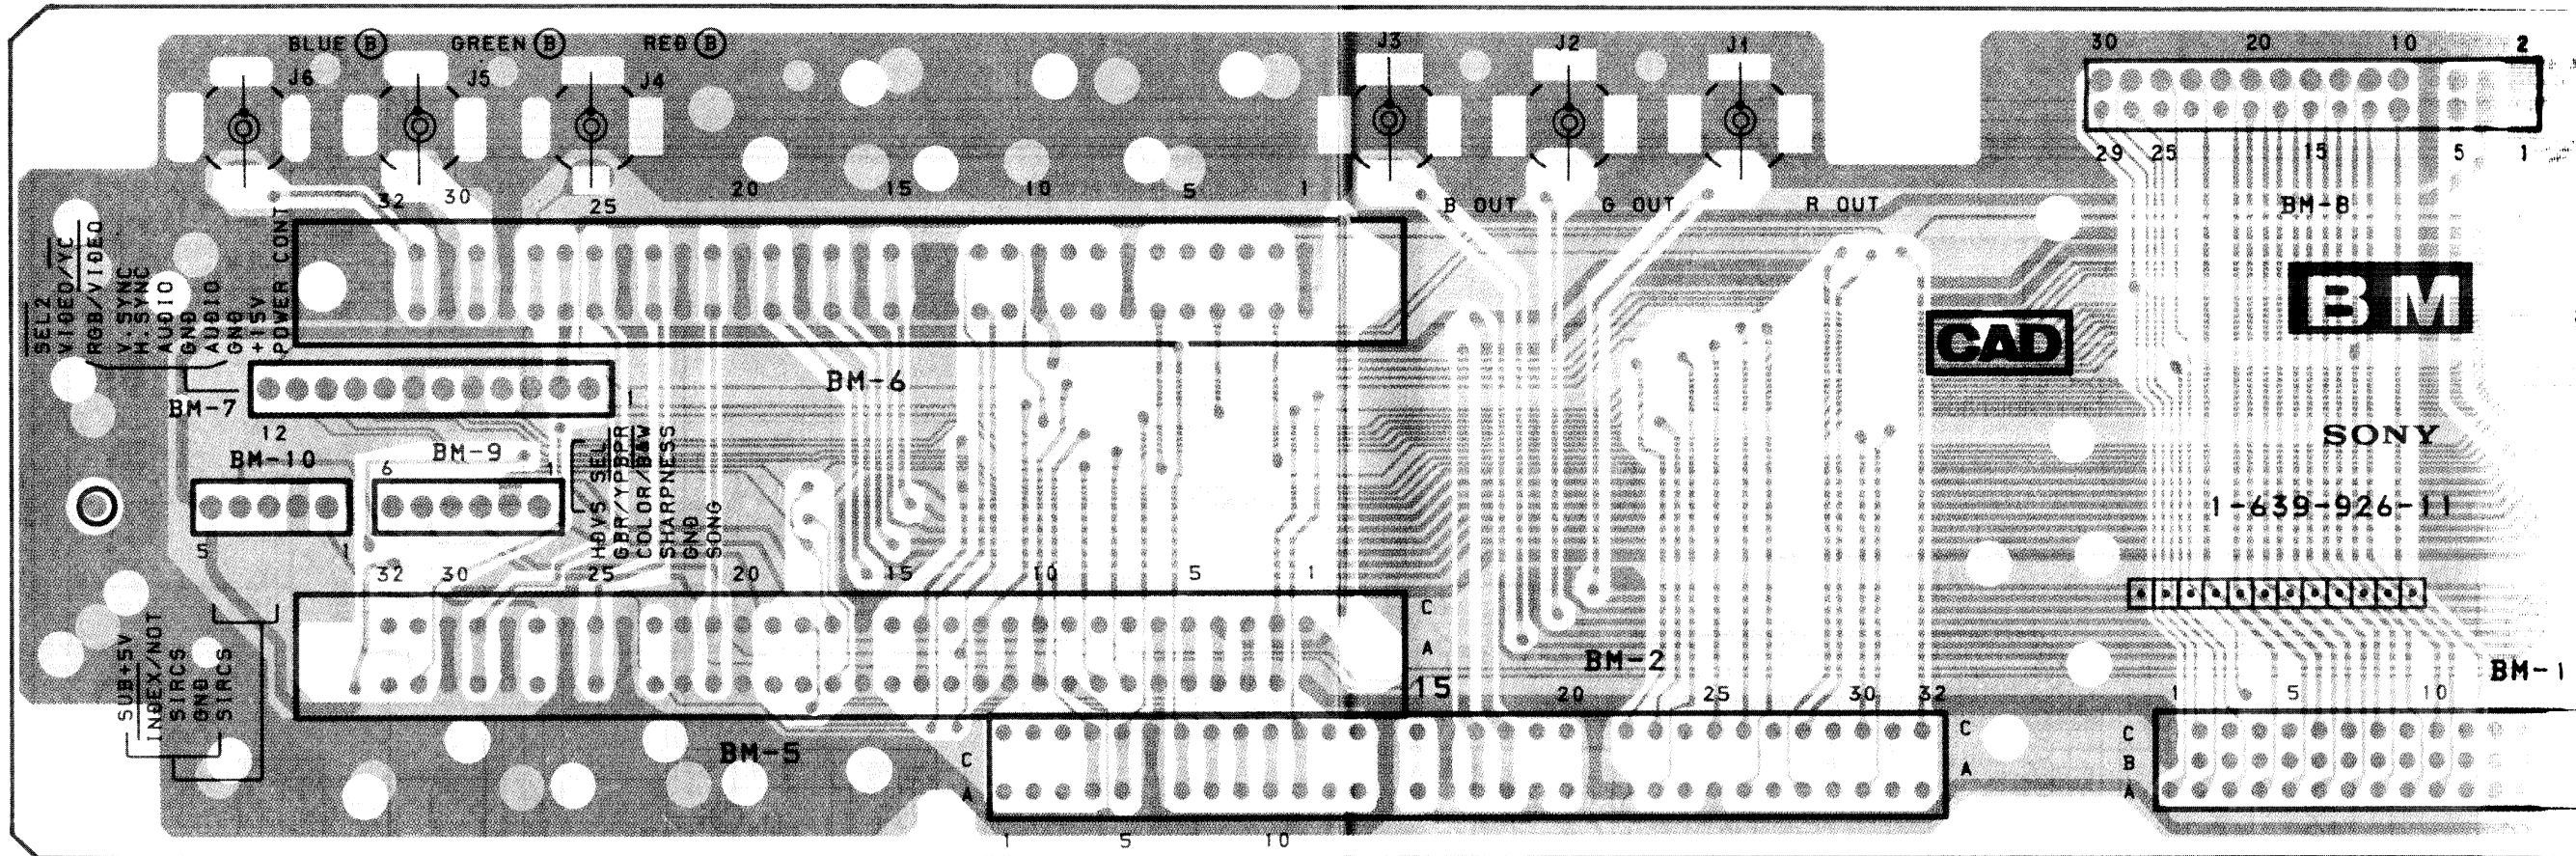 BLUE B GREEN B RED B
J6 J5 J4 J3 J2 J1
30 20 10 2
29 25 15 5 1
32 30 25 20 15 10 5 1
B OUT G OUT R OUT
BM-8
SEL2
VIDEO/YC
RGB/VIDEO
V.SYNC
H.SYNC
AUDIO
GND
AUDIO
GND
+15V
POWER CONT
BM
CAD
BM-7
12 1
BM-6
SONY
BM-10
5 1
BM-9
6 1
HDVS SEL
GBR/YPBPR
COLOR/B&W
SHARPNESS
GND
SONG
1-639-926-11
32 30 25 20 15 10 5 1
C
A
SUB+5V
INDEX/NOT
SIRCS
GND
SIRCS
BM-2
BM-1
15 20 25 30 32
1 5 10
BM-5
C
A
C
A
C
B
A
1 5 10